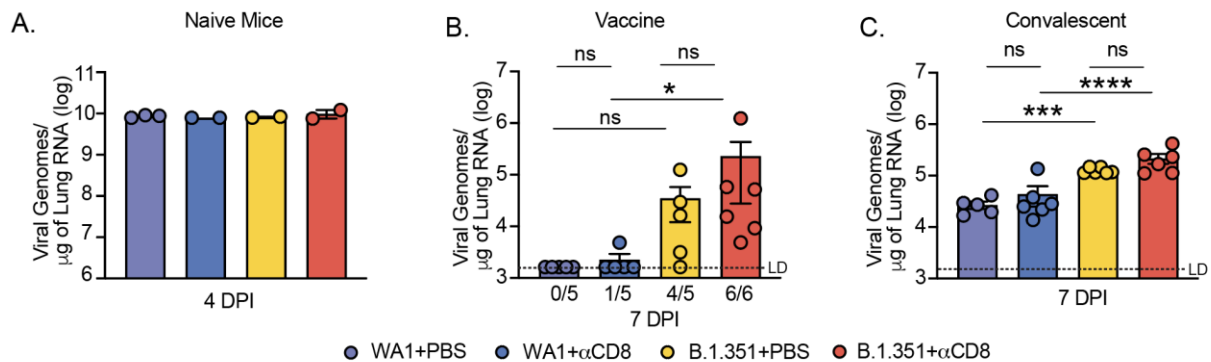 A.
Naive Mice
Viral Genomes/
µg of Lung RNA (log)
11
10
9
8
7
6
4 DPI
B.
Vaccine
Viral Genomes/
µg of Lung RNA (log)
7
6
5
4
3
ns
ns
*
ns
LD
0/5 1/5 4/5 6/6
7 DPI
C.
Convalescent
Viral Genomes/
µg of Lung RNA (log)
7
6
5
4
3
ns
ns
****
***
LD
7 DPI
WA1+PBS WA1+αCD8 B.1.351+PBS B.1.351+αCD8